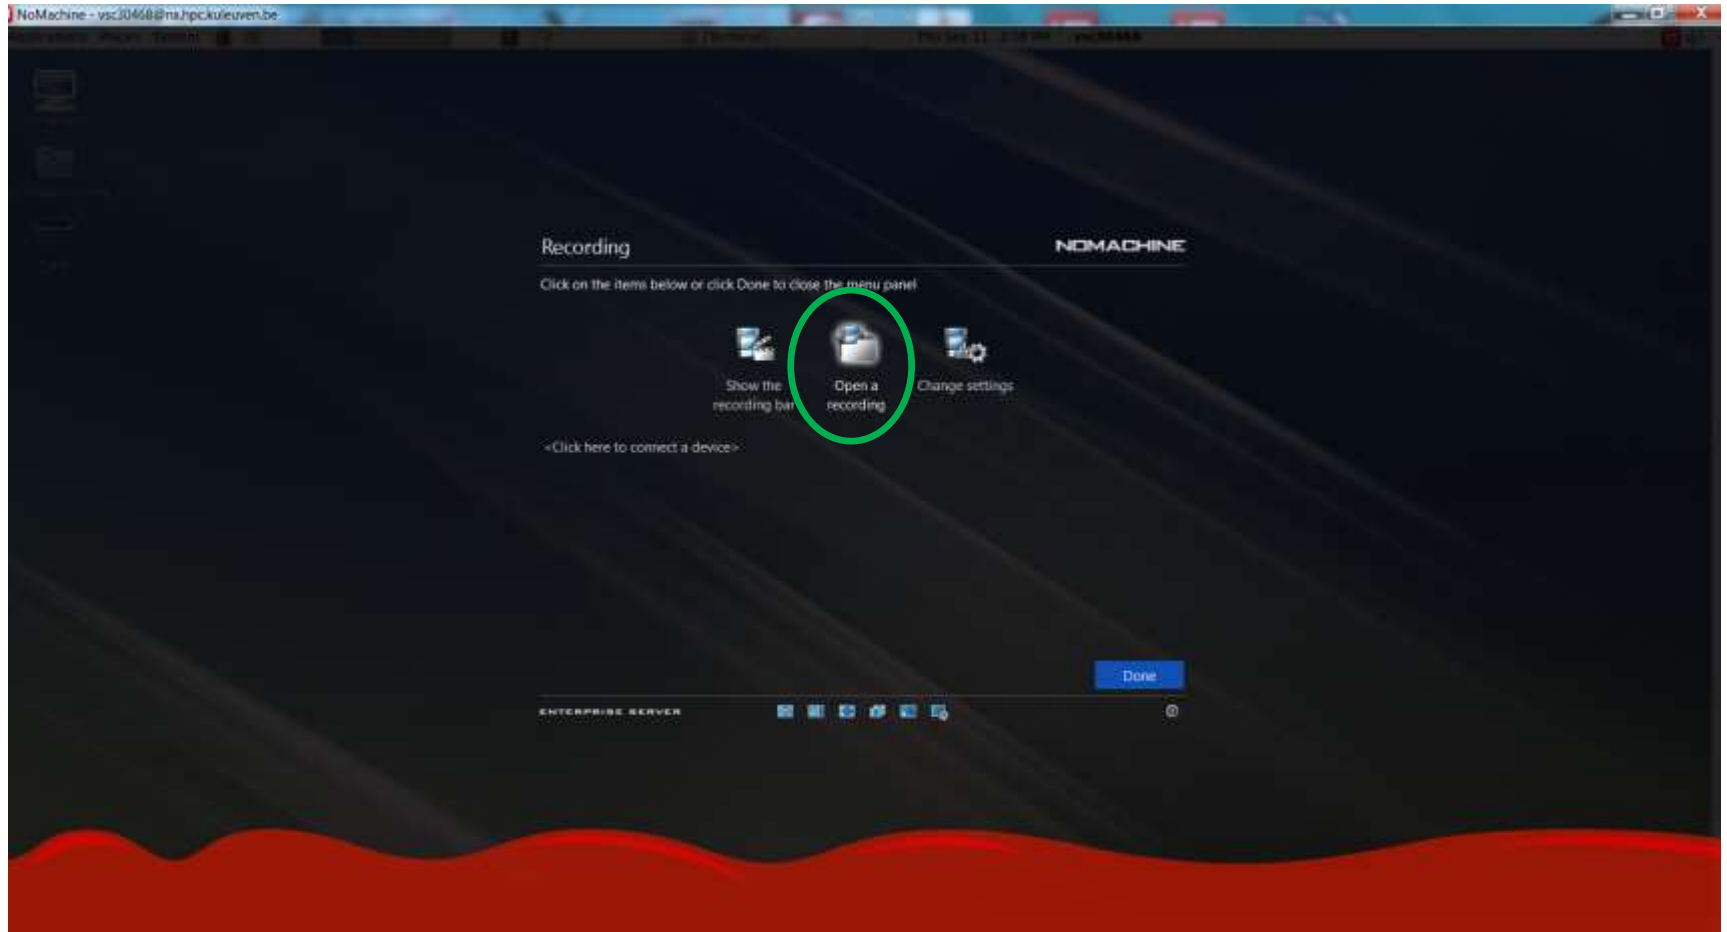 NoMachine - vsc30468@nx.hpc.kuleuven.be
Recording
NOMACHINE
Click on the items below or click Done to close the menu panel
Show the
recording bar
Open a
recording
Change settings
<Click here to connect a device>
Done
ENTERPRISE SERVER